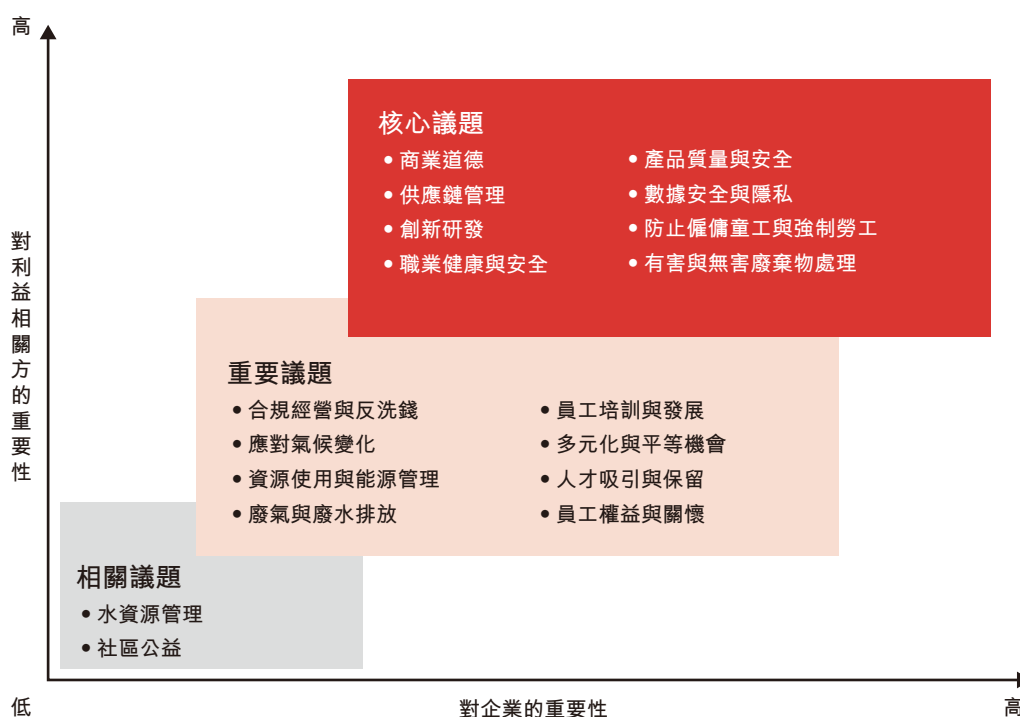 高
對利益相關方的重要性
核心議題
• 商業道德
• 供應鏈管理
• 創新研發
• 職業健康與安全
• 產品質量與安全
• 數據安全與隱私
• 防止僱傭童工與強制勞工
• 有害與無害廢棄物處理
重要議題
• 合規經營與反洗錢
• 應對氣候變化
• 資源使用與能源管理
• 廢氣與廢水排放
• 員工培訓與發展
• 多元化與平等機會
• 人才吸引與保留
• 員工權益與關懷
相關議題
• 水資源管理
• 社區公益
低
對企業的重要性
高